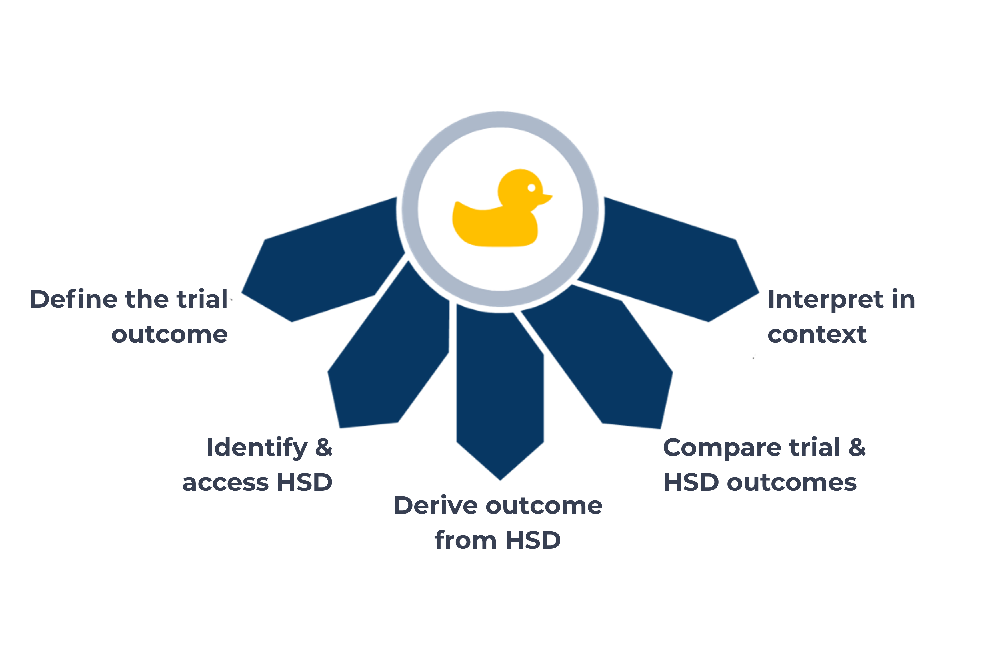 Define the trial
outcome
Identify &
access HSD
Derive outcome
from HSD
Compare trial &
HSD outcomes
Interpret in
context